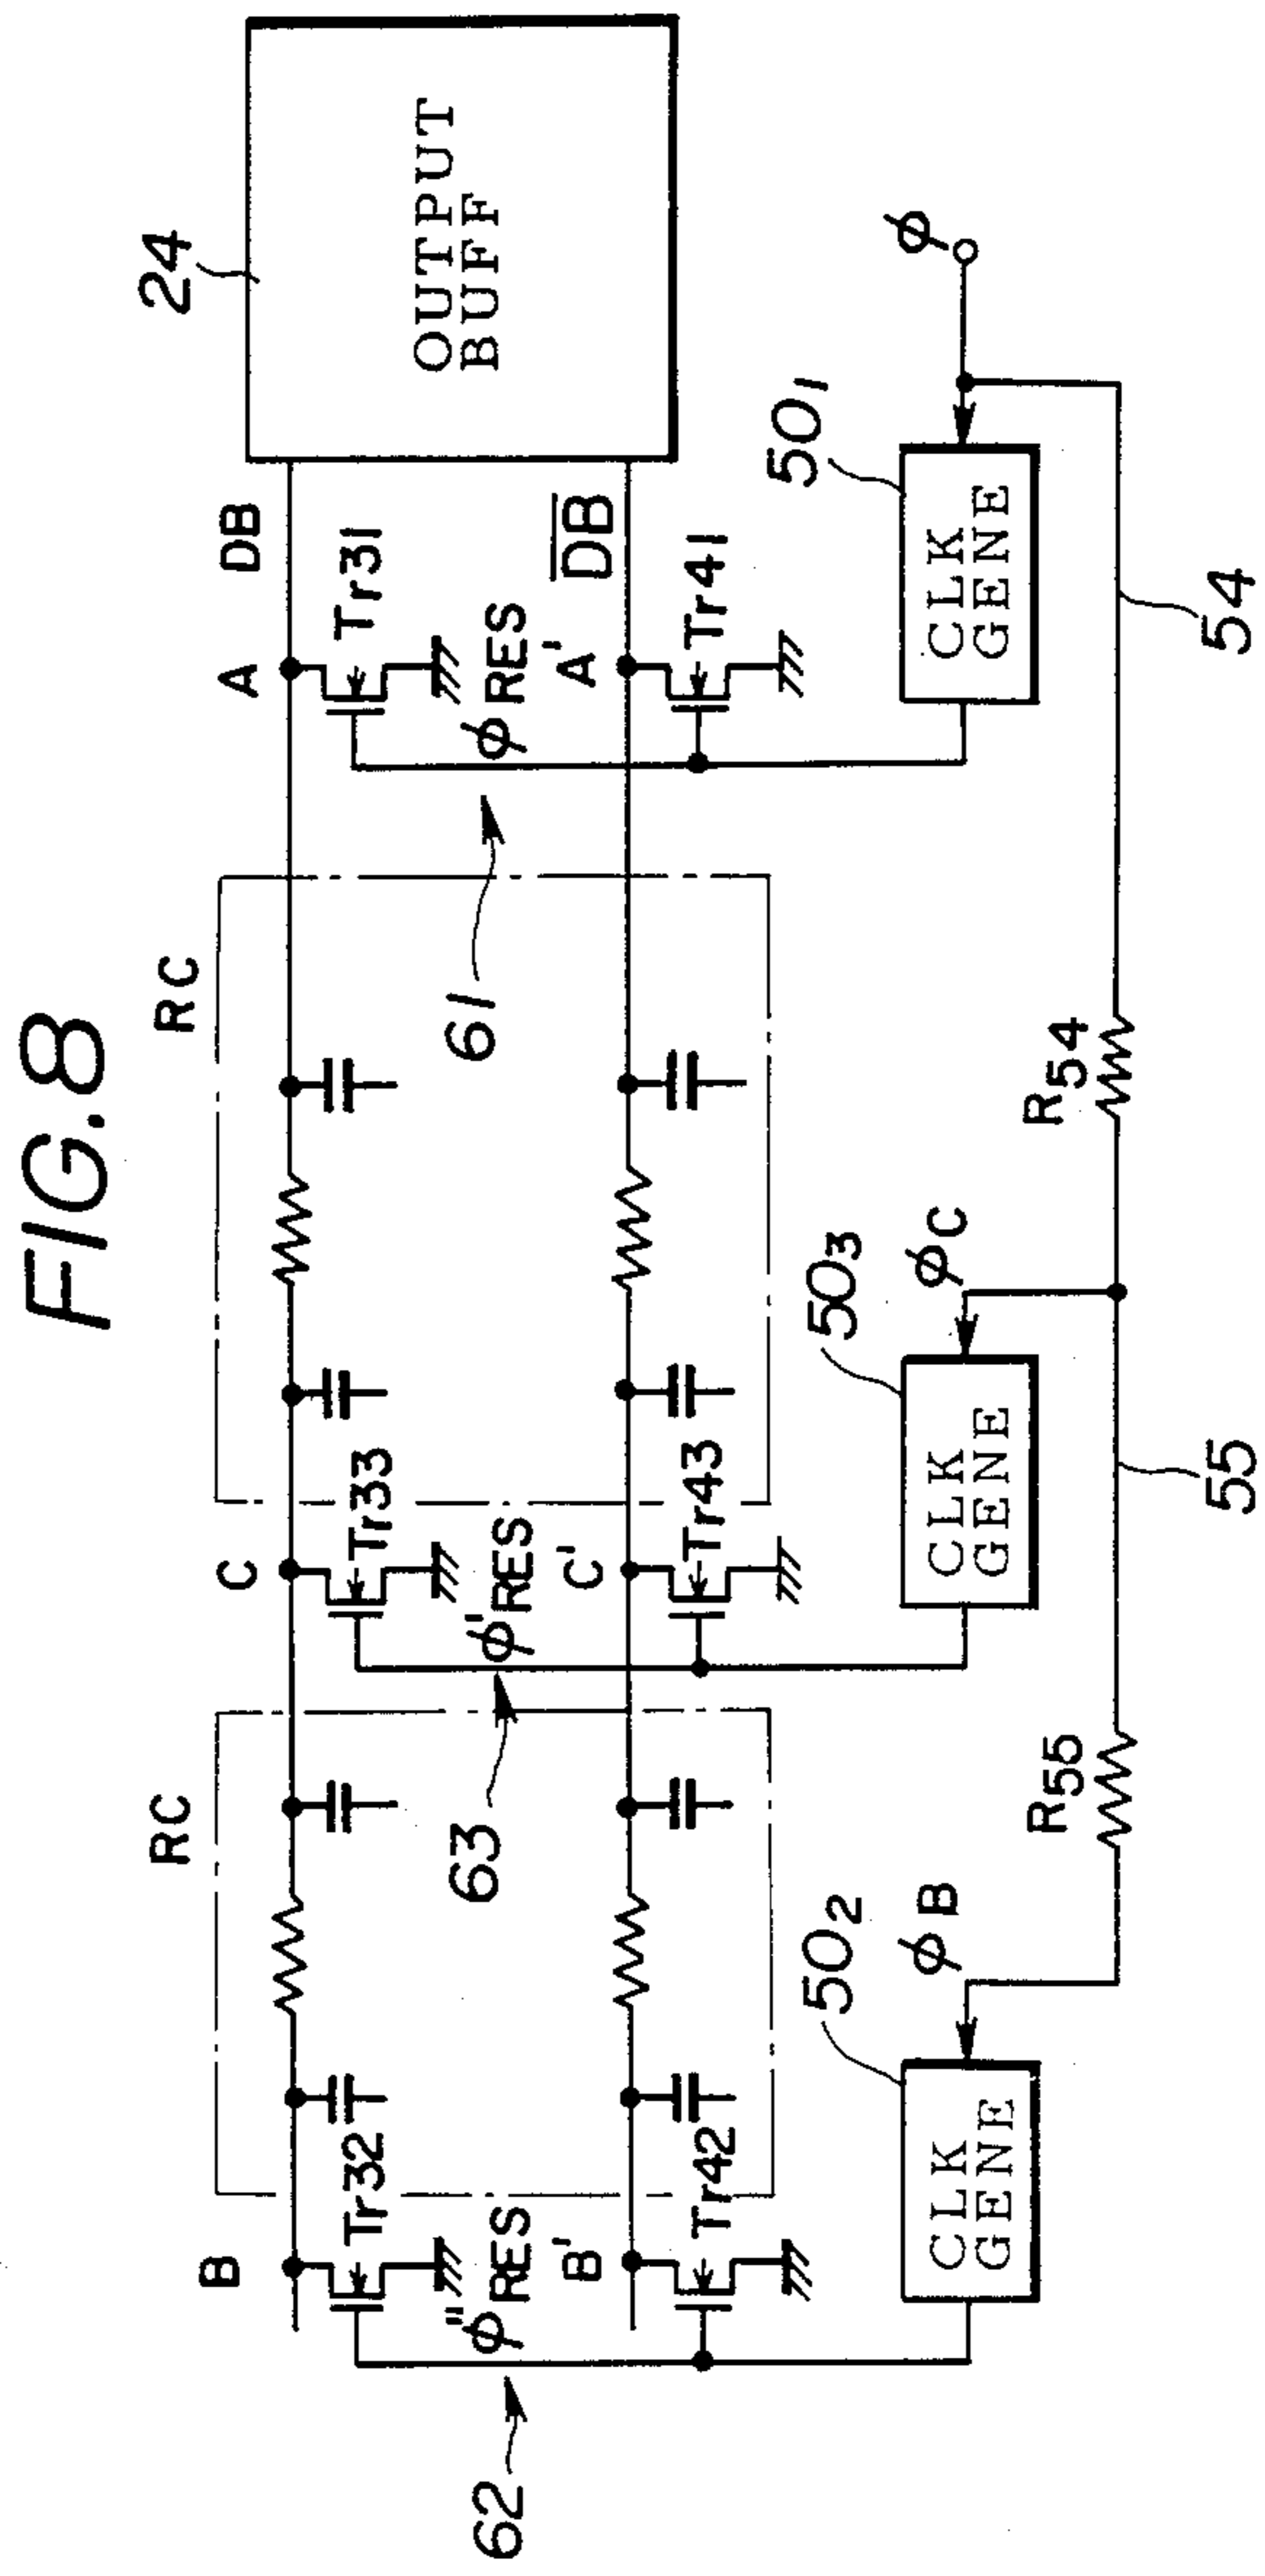 FIG.8
RC
RC
24
B
C
A
DB
Tr32
Tr33
Tr31
OUTPUT
BUFF
φ"RES
φ'RES
φRES
62
63
61
B'
C'
A'
D̅B̅
Tr42
Tr43
Tr41
50₂
50₃
50₁
φB
φC
φ
CLK
GENE
CLK
GENE
CLK
GENE
R55
R54
55
54